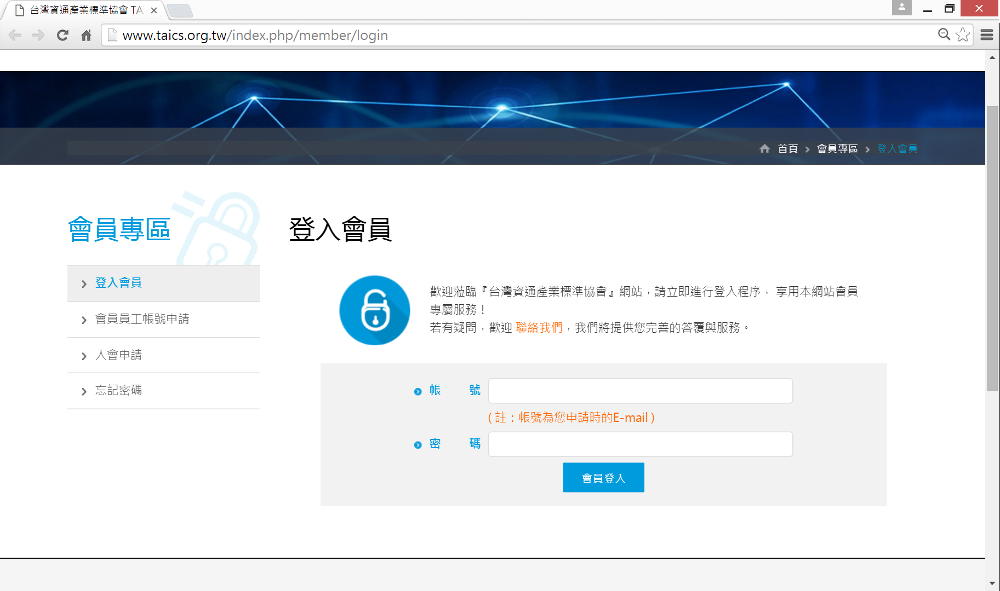 台灣資通產業標準協會 TA
www.taics.org.tw/index.php/member/login
首頁 會員專區 登入會員
會員專區
登入會員
會員員工帳號申請
入會申請
忘記密碼
登入會員
歡迎蒞臨『台灣資通產業標準協會』網站，請立即進行登入程序， 享用本網站會員
專屬服務！
若有疑問，歡迎 聯絡我們，我們將提供您完善的答覆與服務。
帳 號
( 註：帳號為您申請時的E-mail )
密 碼
會員登入